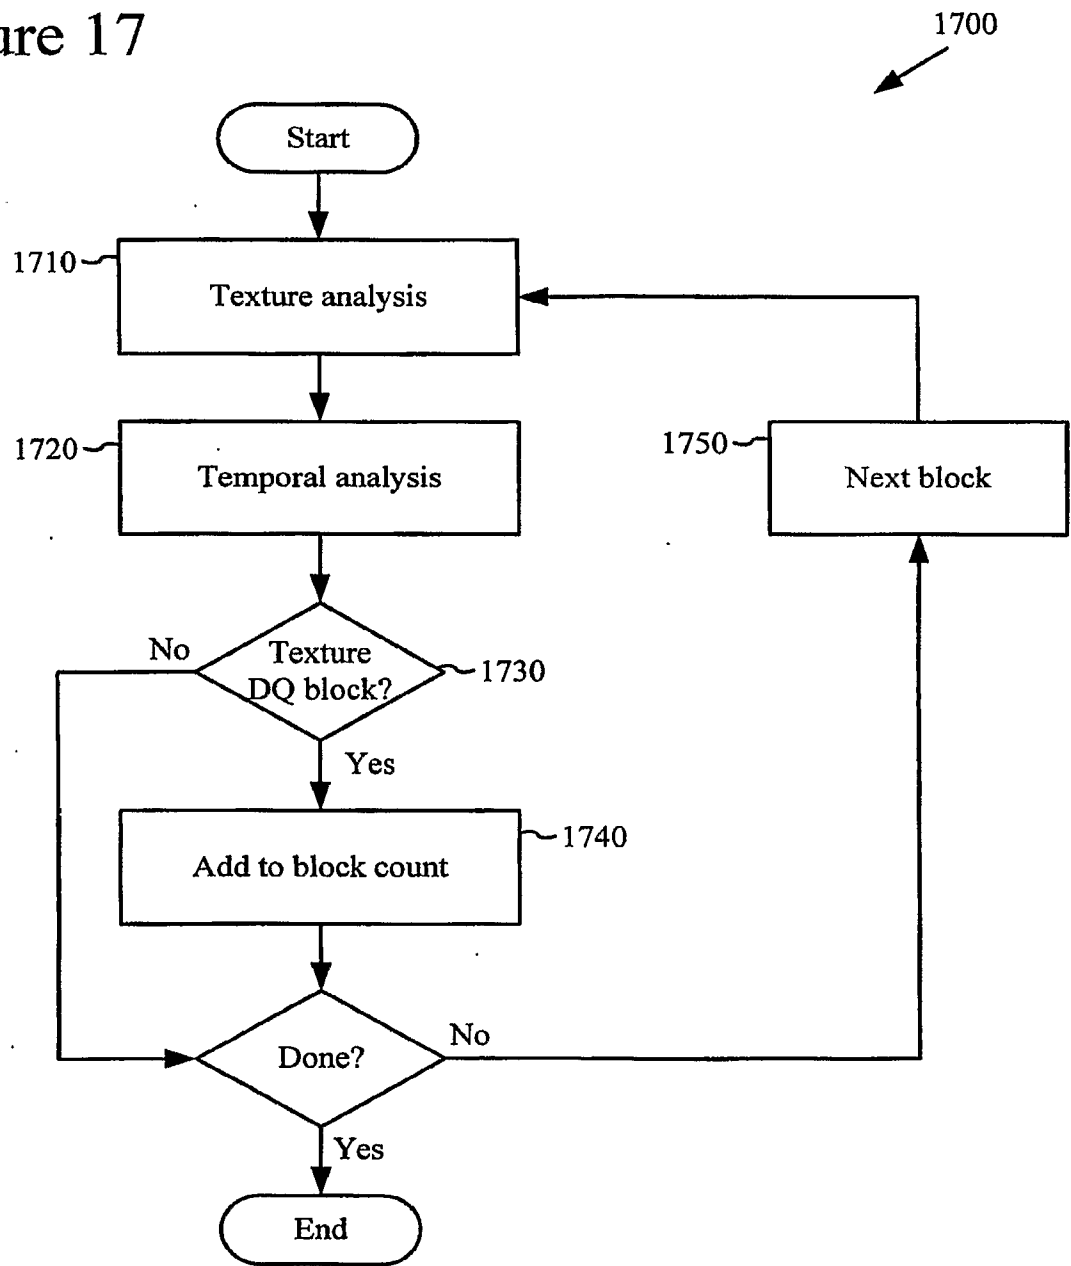 ure 17
1700
Start
1710
Texture analysis
1720
Temporal analysis
1750
Next block
No
Texture
DQ block?
1730
Yes
Add to block count
1740
Done?
No
Yes
End